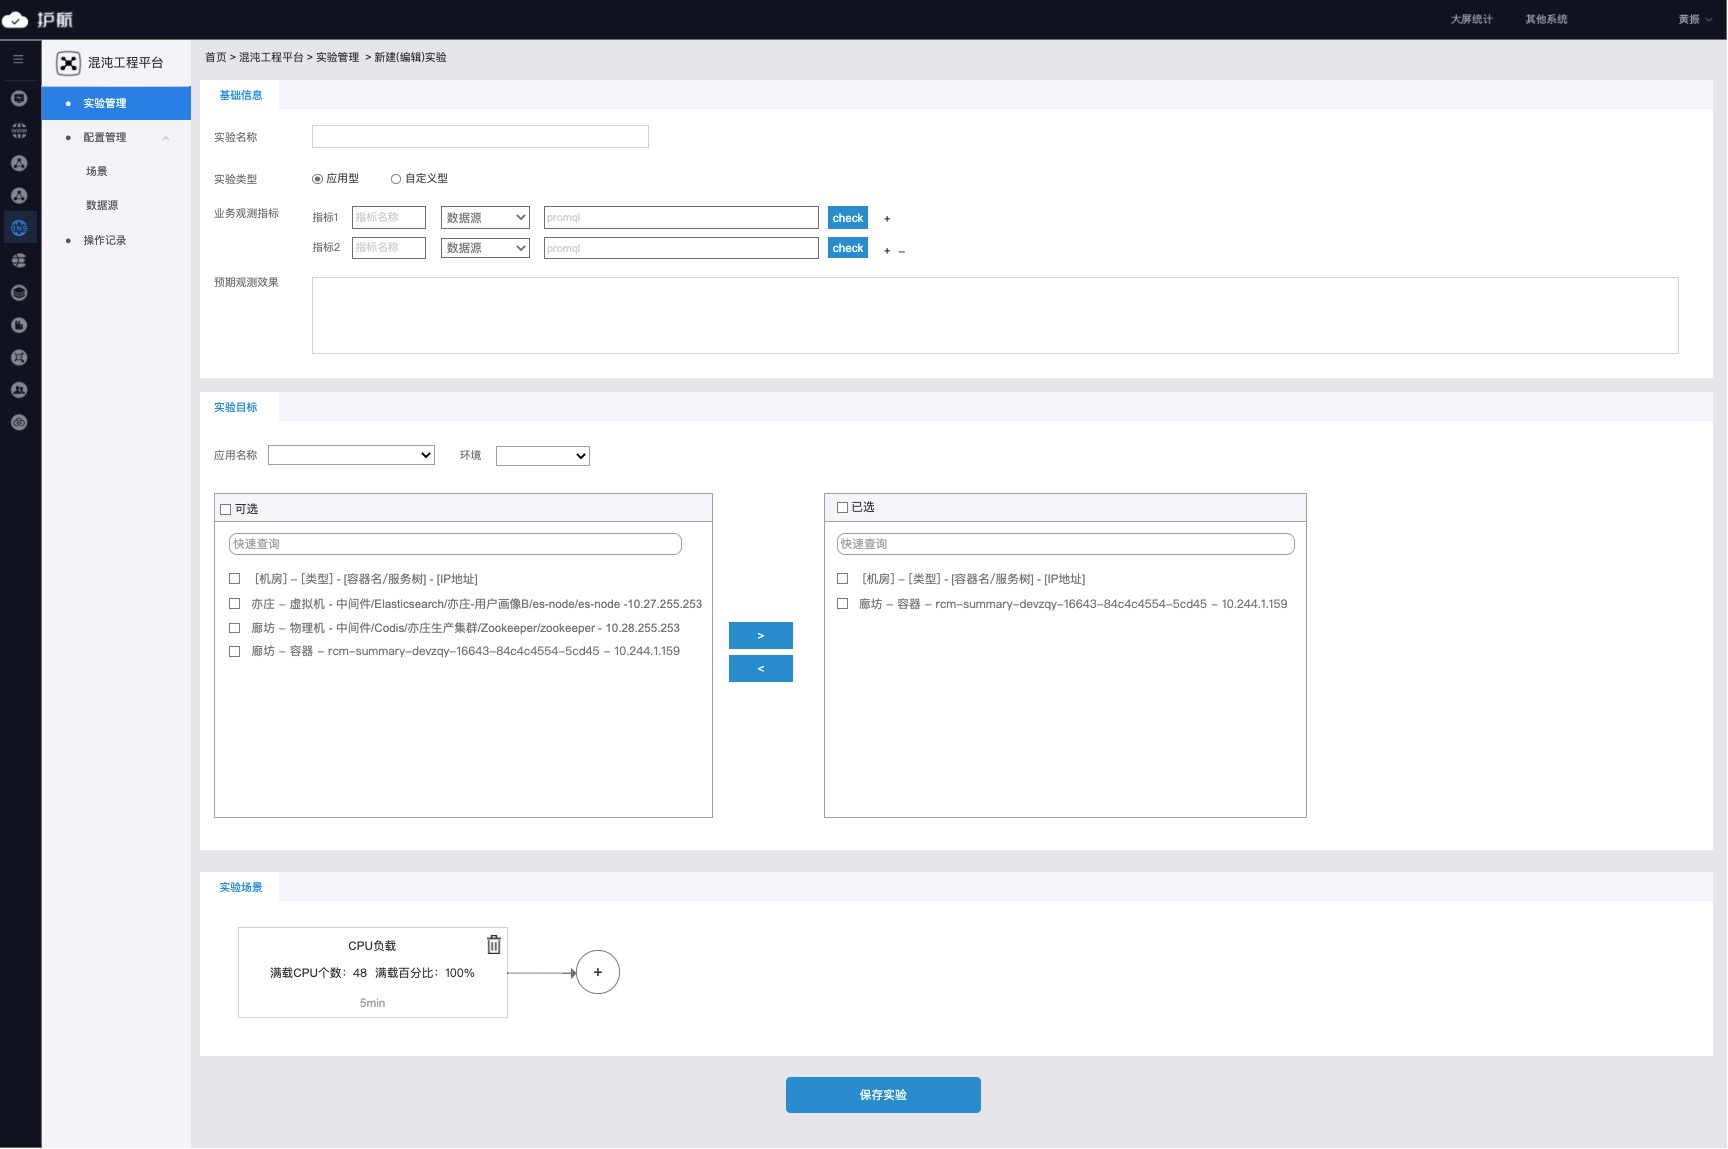 护航
大屏统计 其他系统 黄振
混沌工程平台
实验管理
配置管理
场景
数据源
操作记录
WWW
DNS
首页 > 混沌工程平台 > 实验管理 > 新建(编辑)实验
基础信息
实验名称
实验类型 应用型 自定义型
业务观测指标 指标1 指标名称 数据源 promql check +
指标2 指标名称 数据源 promql check + –
预期观测效果
实验目标
应用名称 环境
可选
快速查询
[机房] – [类型] - [容器名/服务树] - [IP地址]
亦庄 – 虚拟机 - 中间件/Elasticsearch/亦庄-用户画像B/es-node/es-node -10.27.255.253
廊坊 – 物理机 - 中间件/Codis/亦庄生产集群/Zookeeper/zookeeper - 10.28.255.253
廊坊 – 容器 – rcm-summary-devzqy-16643-84c4c4554-5cd45 – 10.244.1.159
>
<
已选
快速查询
[机房] – [类型] - [容器名/服务树] - [IP地址]
廊坊 – 容器 – rcm-summary-devzqy-16643-84c4c4554-5cd45 – 10.244.1.159
实验场景
CPU负载
满载CPU个数：48 满载百分比：100%
5min
+
保存实验